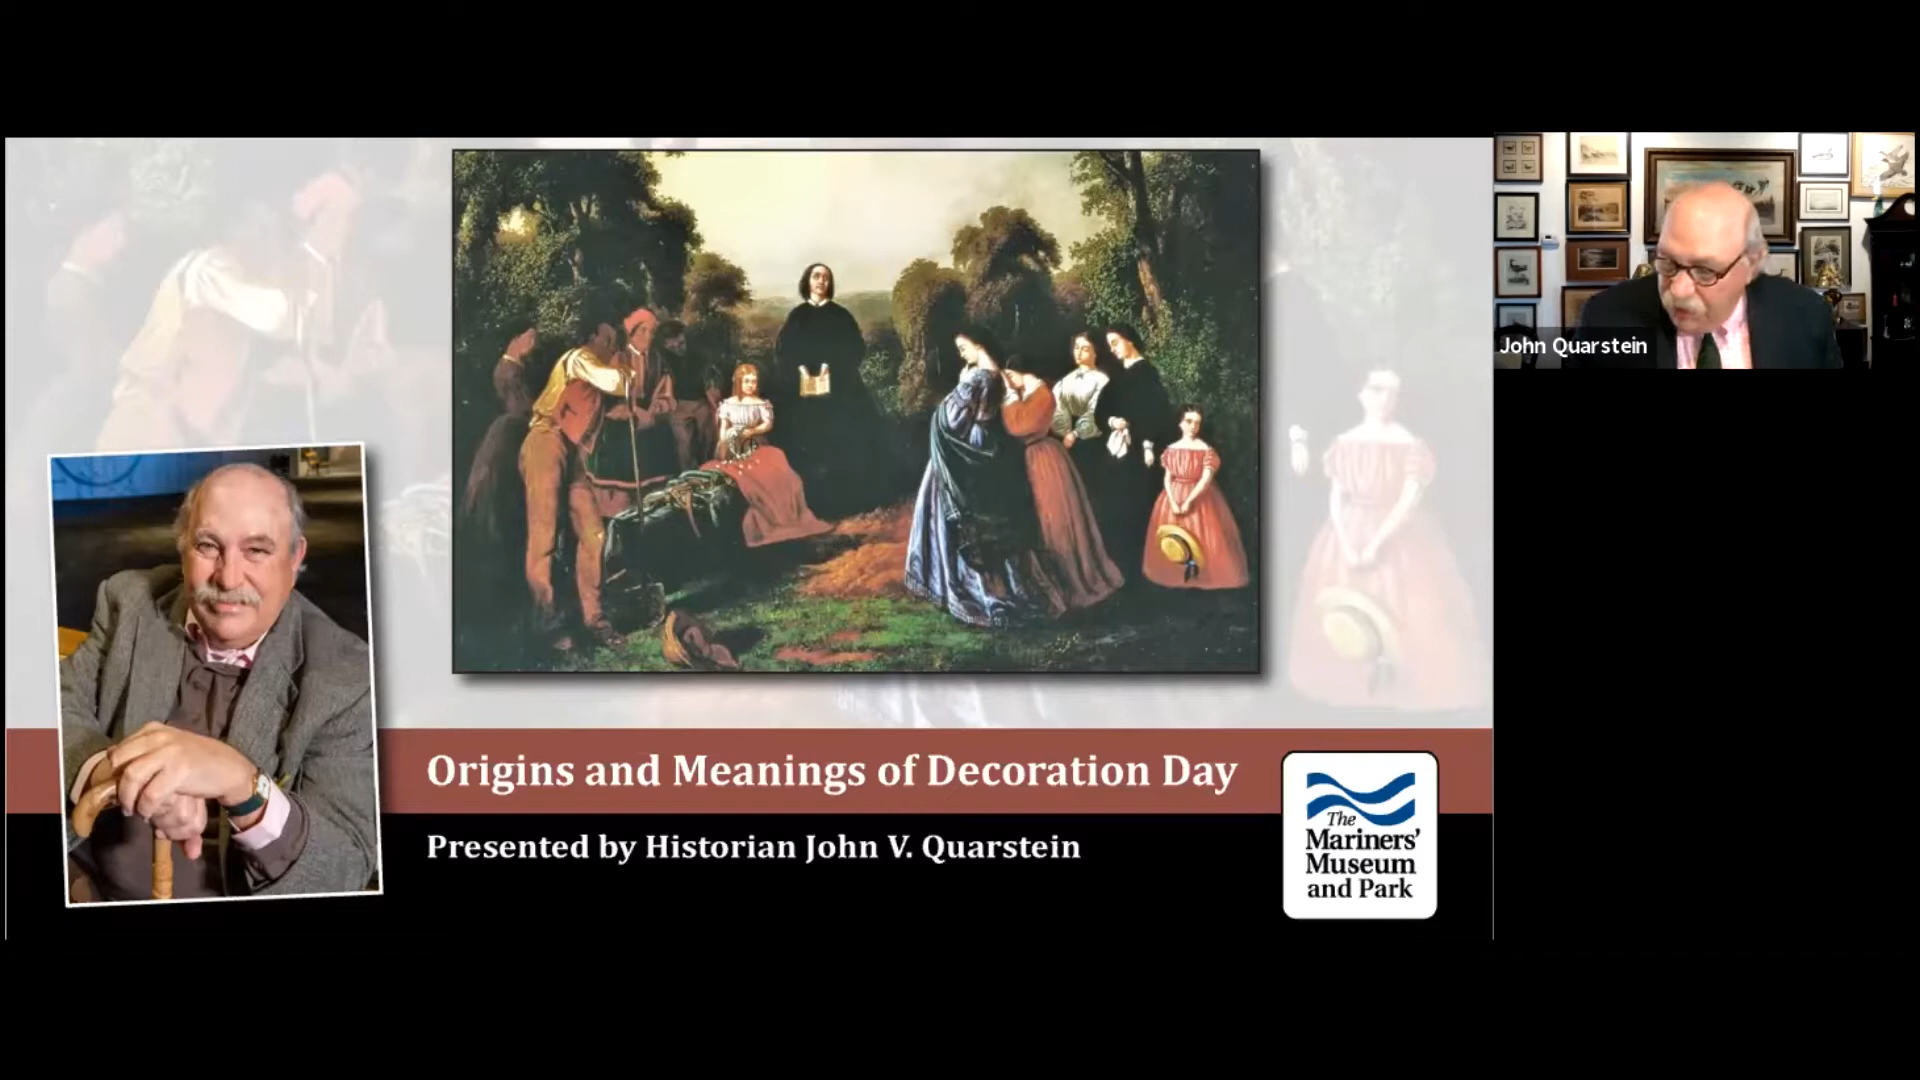 John Quarstein
Origins and Meanings of Decoration Day
Presented by Historian John V. Quarstein
The
Mariners'
Museum
and Park